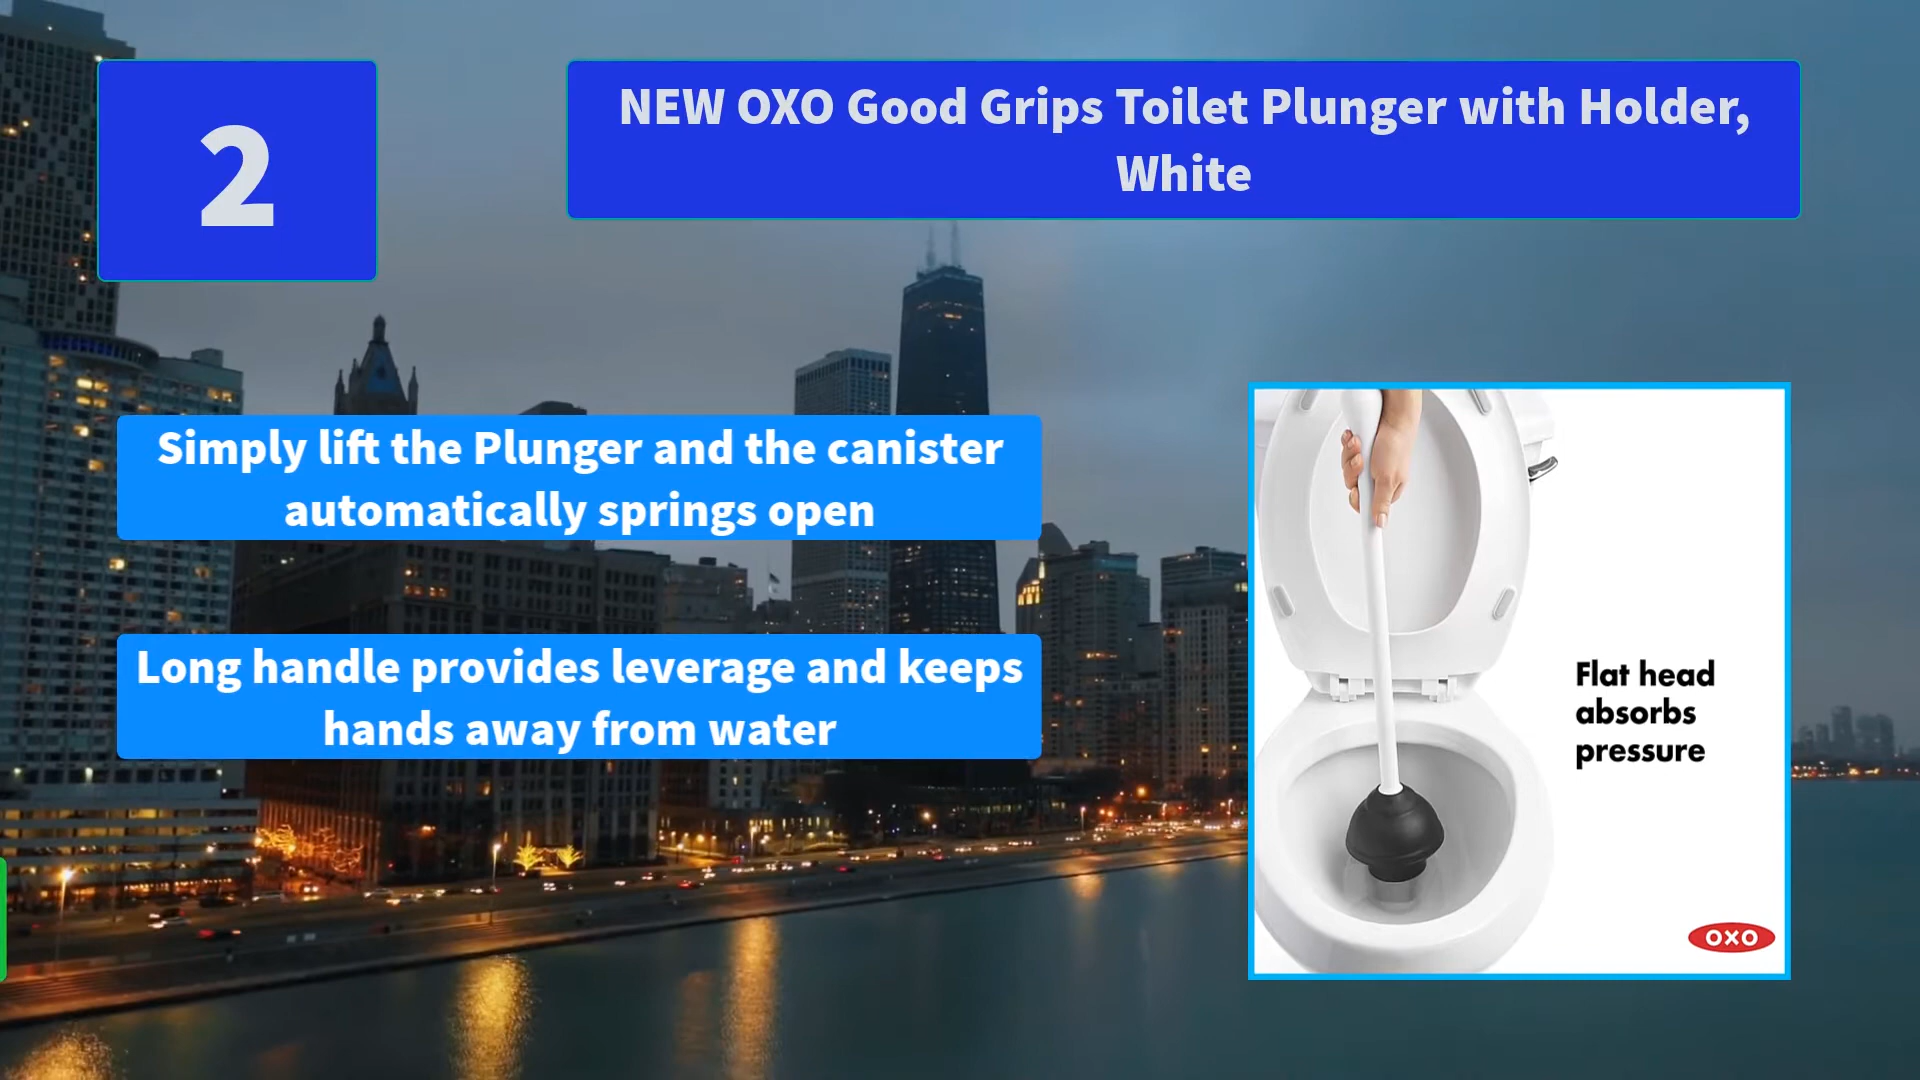 2
NEW OXO Good Grips Toilet Plunger with Holder,
White
Simply lift the Plunger and the canister
automatically springs open
Long handle provides leverage and keeps
hands away from water
Flat head
absorbs
pressure
OXO